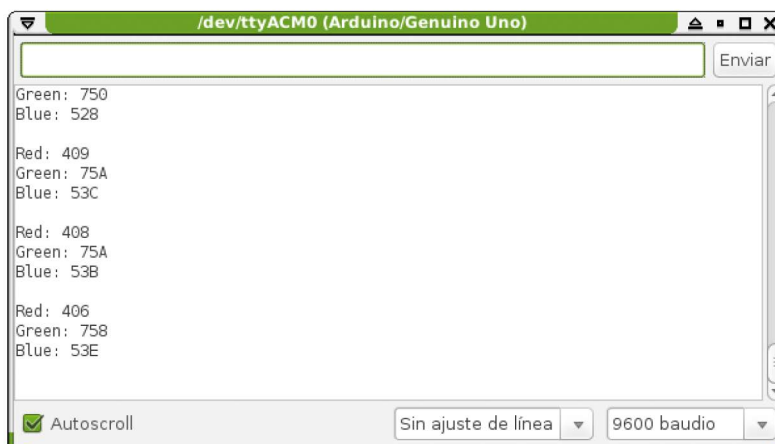 /dev/ttyACM0 (Arduino/Genuino Uno)
Enviar
Green: 750
Blue: 528
Red: 409
Green: 75A
Blue: 53C
Red: 408
Green: 75A
Blue: 53B
Red: 406
Green: 758
Blue: 53E
Autoscroll
Sin ajuste de línea
9600 baudio